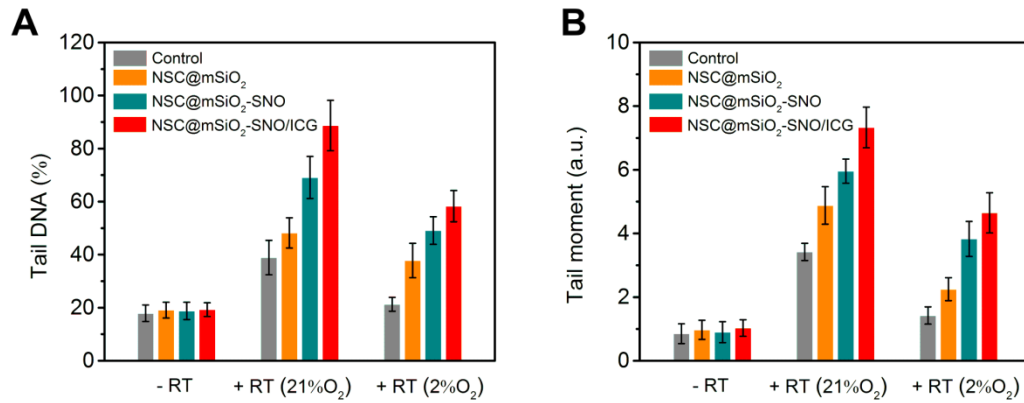 A
Tail DNA (%)
120
100
80
60
40
20
0
Control
NSC@mSiO₂
NSC@mSiO₂-SNO
NSC@mSiO₂-SNO/ICG
- RT
+ RT (21%O₂)
+ RT (2%O₂)
B
Tail moment (a.u.)
10
8
6
4
2
0
Control
NSC@mSiO₂
NSC@mSiO₂-SNO
NSC@mSiO₂-SNO/ICG
- RT
+ RT (21%O₂)
+ RT (2%O₂)